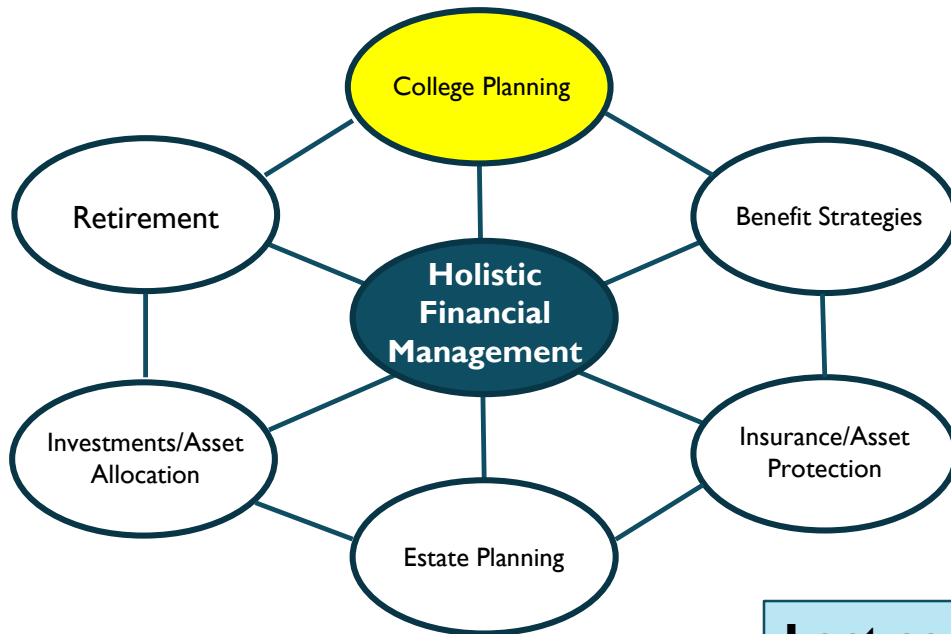 College Planning
Retirement
Benefit Strategies
Holistic
Financial
Management
Investments/Asset
Allocation
Insurance/Asset
Protection
Estate Planning